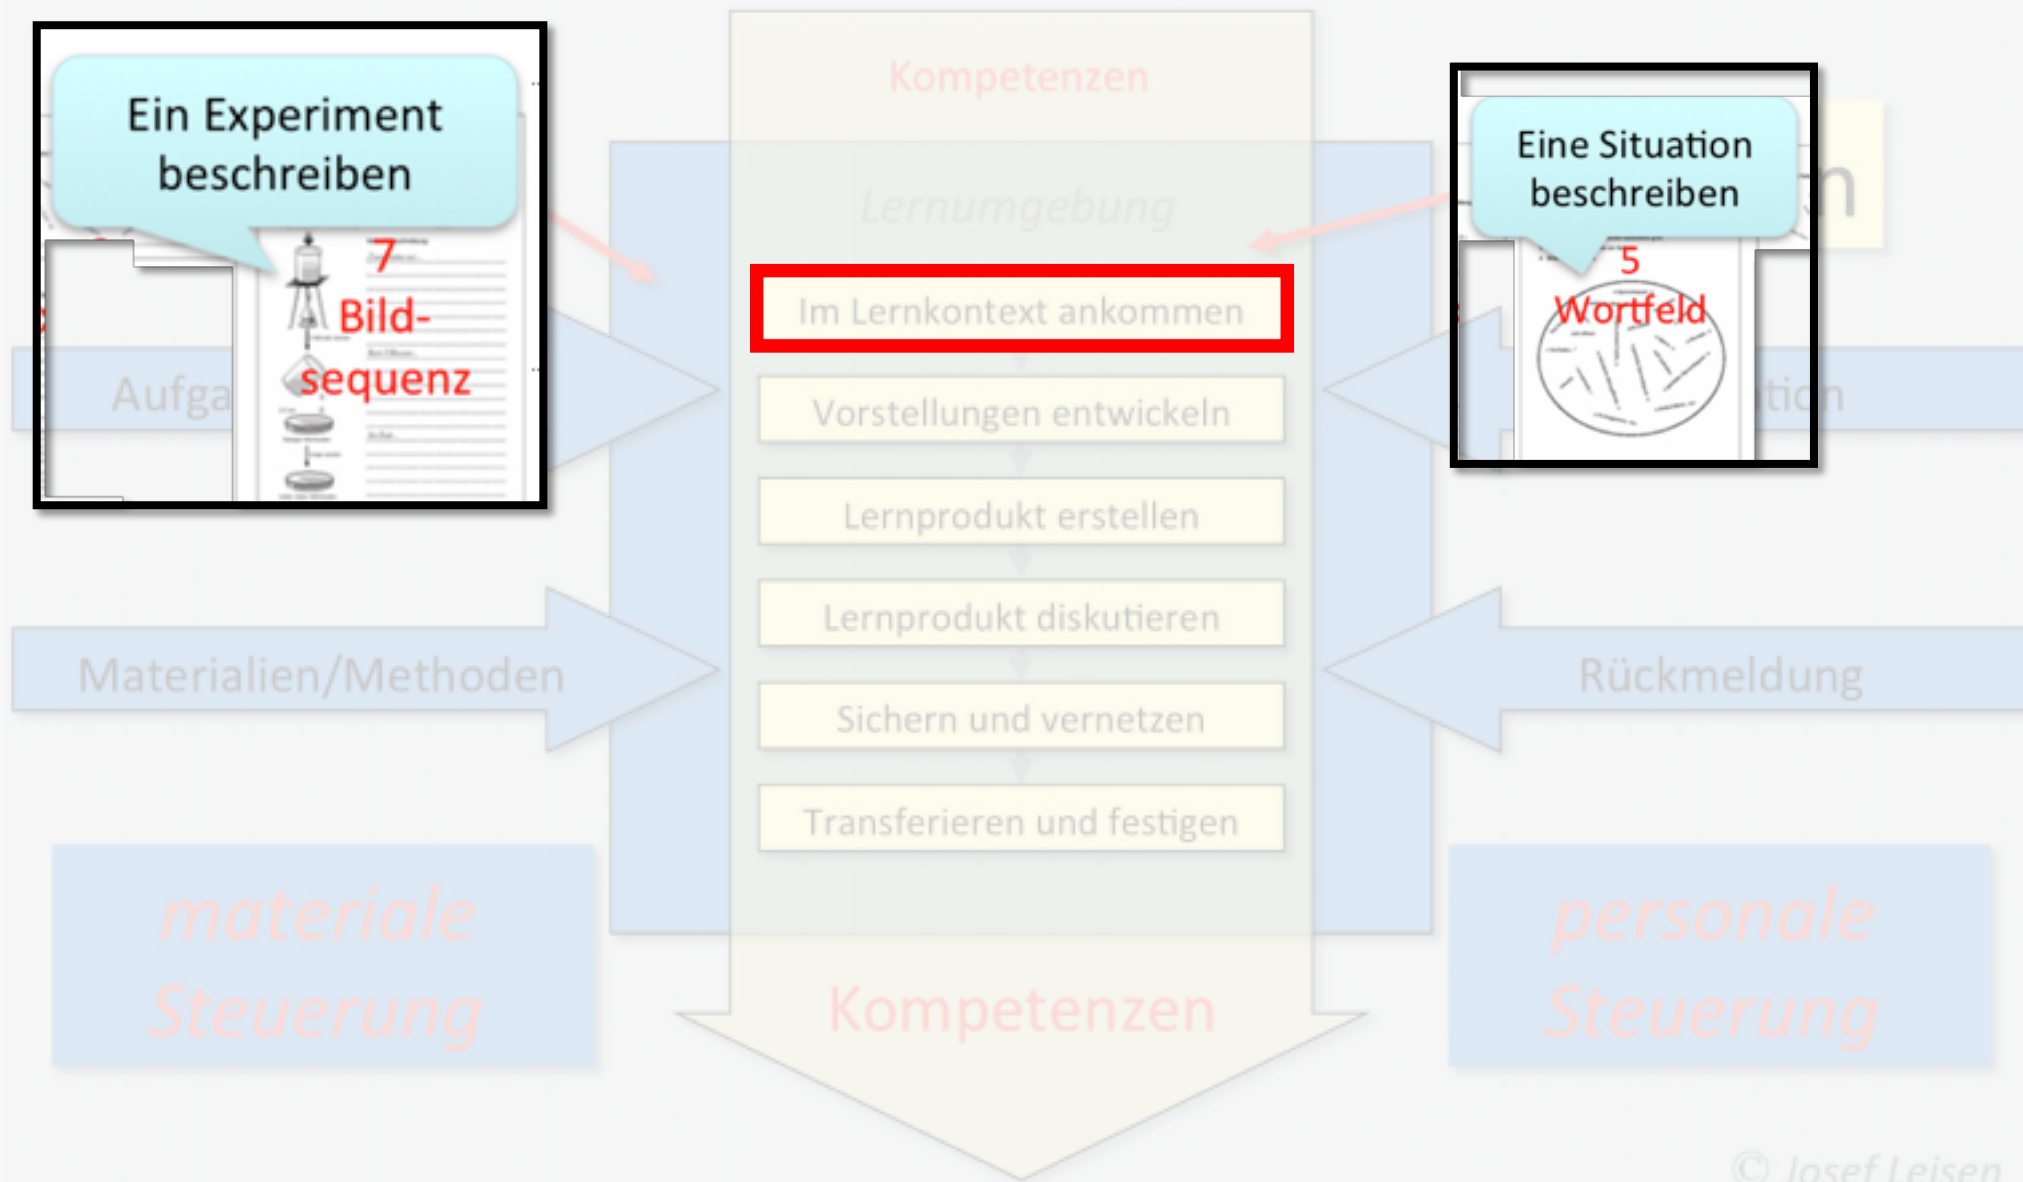 Ein Experiment
beschreiben
7
Bild-
sequenz
Kompetenzen
Lernumgebung
Eine Situation
beschreiben
5
Wortfeld
n
Im Lernkontext ankommen
Vorstellungen entwickeln
Lernprodukt erstellen
Lernprodukt diskutieren
Sichern und vernetzen
Transferieren und festigen
Aufga
tion
Materialien/Methoden
Rückmeldung
materiale
Steuerung
personale
Steuerung
Kompetenzen
© Josef Leisen